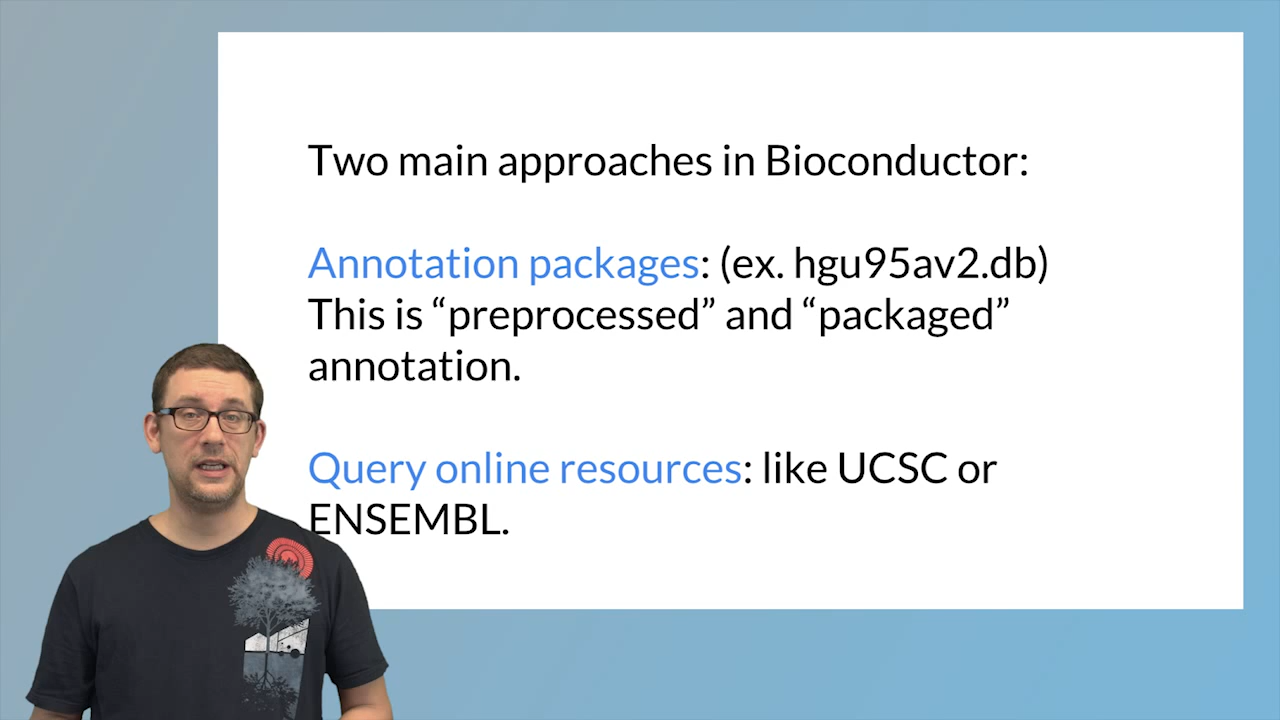 Two main approaches in Bioconductor:
Annotation packages: (ex. hgu95av2.db)
This is “preprocessed” and “packaged”
annotation.
Query online resources: like UCSC or
ENSEMBL.